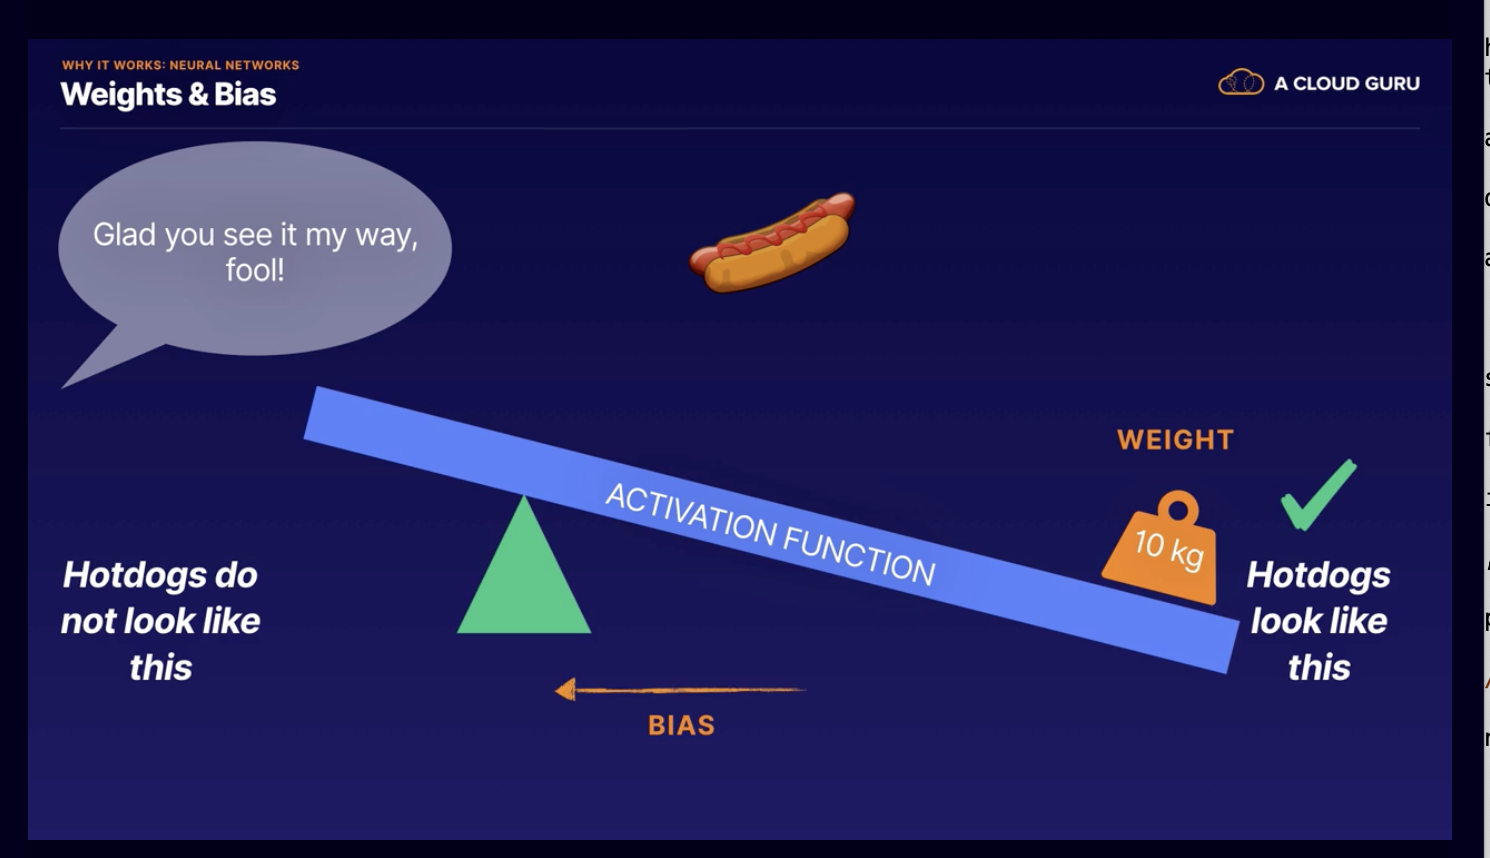 WHY IT WORKS: NEURAL NETWORKS
Weights & Bias
A CLOUD GURU
Glad you see it my way,
fool!
WEIGHT
10 kg
ACTIVATION FUNCTION
Hotdogs do
not look like
this
Hotdogs
look like
this
BIAS